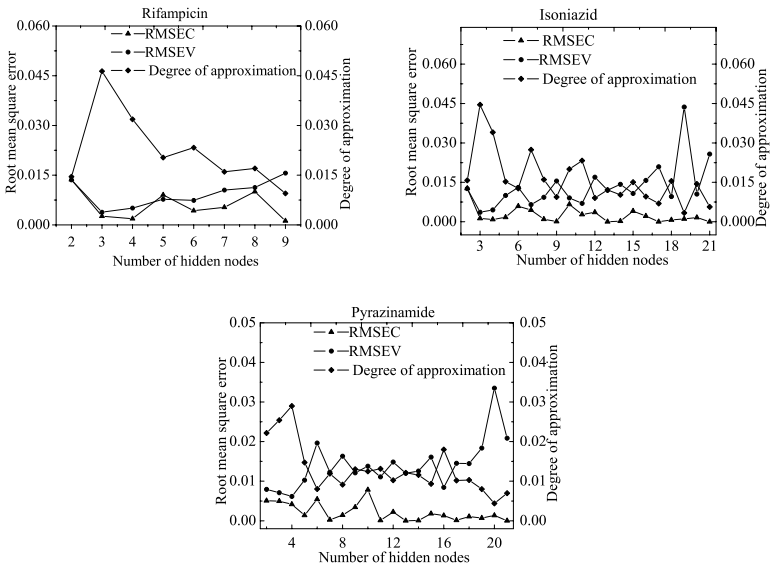 Rifampicin
RMSEC
RMSEV
Degree of approximation
Root mean square error
0.060
0.045
0.030
0.015
0.000
0.060
0.045
0.030
0.015
0.000
Degree of approximation
2 3 4 5 6 7 8 9
Number of hidden nodes
Isoniazid
RMSEC
RMSEV
Degree of approximation
Root mean square error
0.060
0.045
0.030
0.015
0.000
0.060
0.045
0.030
0.015
0.000
Degree of approximation
3 6 9 12 15 18 21
Number of hidden nodes
Pyrazinamide
RMSEC
RMSEV
Degree of approximation
Root mean square error
0.05
0.04
0.03
0.02
0.01
0.00
0.05
0.04
0.03
0.02
0.01
0.00
Degree of approximation
4 8 12 16 20
Number of hidden nodes